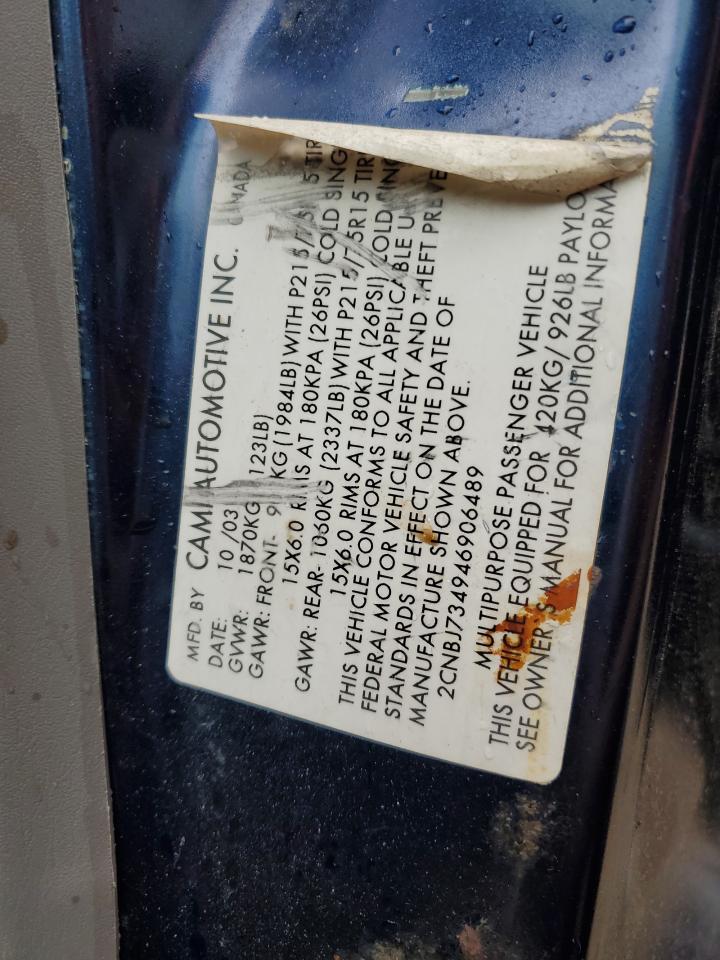 MFD. BY CAMI AUTOMOTIVE INC. CANADA
DATE: 10 /03
GVWR: 1870KG 123LB)
GAWR: FRONT- 9 KG (1984LB) WITH P215/7 5 TIR
15X6.0 RIMS AT 180KPA (26PSI) COLD SING
GAWR: REAR- 1060KG (2337LB) WITH P215/75R15 TIR
15X6.0 RIMS AT 180KPA (26PSI) COLD SING
THIS VEHICLE CONFORMS TO ALL APPLICABLE U
FEDERAL MOTOR VEHICLE SAFETY AND THEFT PREVE
STANDARDS IN EFFECT ON THE DATE OF
MANUFACTURE SHOWN ABOVE.
2CNBJ734946906489
MULTIPURPOSE PASSENGER VEHICLE
THIS VEHICLE EQUIPPED FOR 420KG/ 926LB PAYLO
SEE OWNER'S MANUAL FOR ADDITIONAL INFORMA